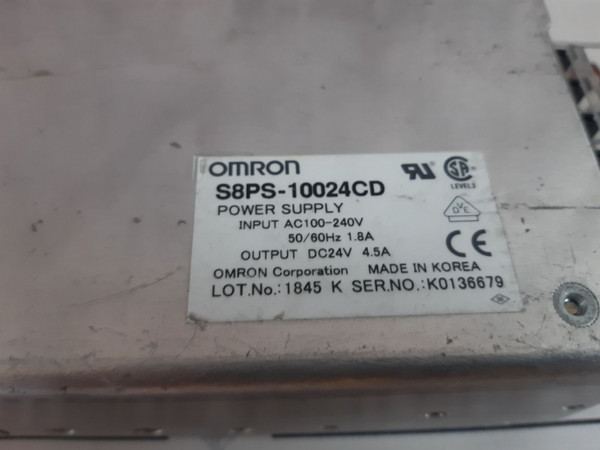 OMRON
S8PS-10024CD
POWER SUPPLY
INPUT AC100-240V
50/60Hz 1.8A
OUTPUT DC24V 4.5A
OMRON Corporation MADE IN KOREA
LOT.No.:1845 K SER.NO.:K0136679
LEVEL3